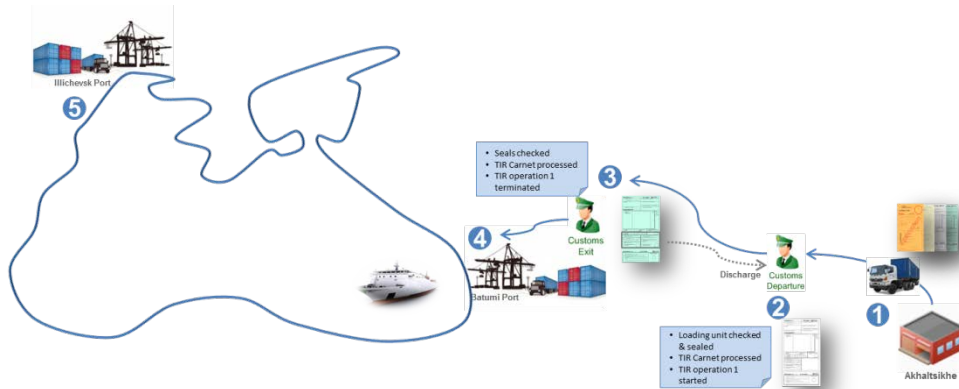 Illichevsk Port
5
• Seals checked
• TIR Carnet processed
• TIR operation 1
terminated
3
4
Customs
Exit
Batumi Port
Discharge
Customs
Departure
2
1
• Loading unit checked
& sealed
• TIR Carnet processed
• TIR operation 1
started
Akhaltsikhe